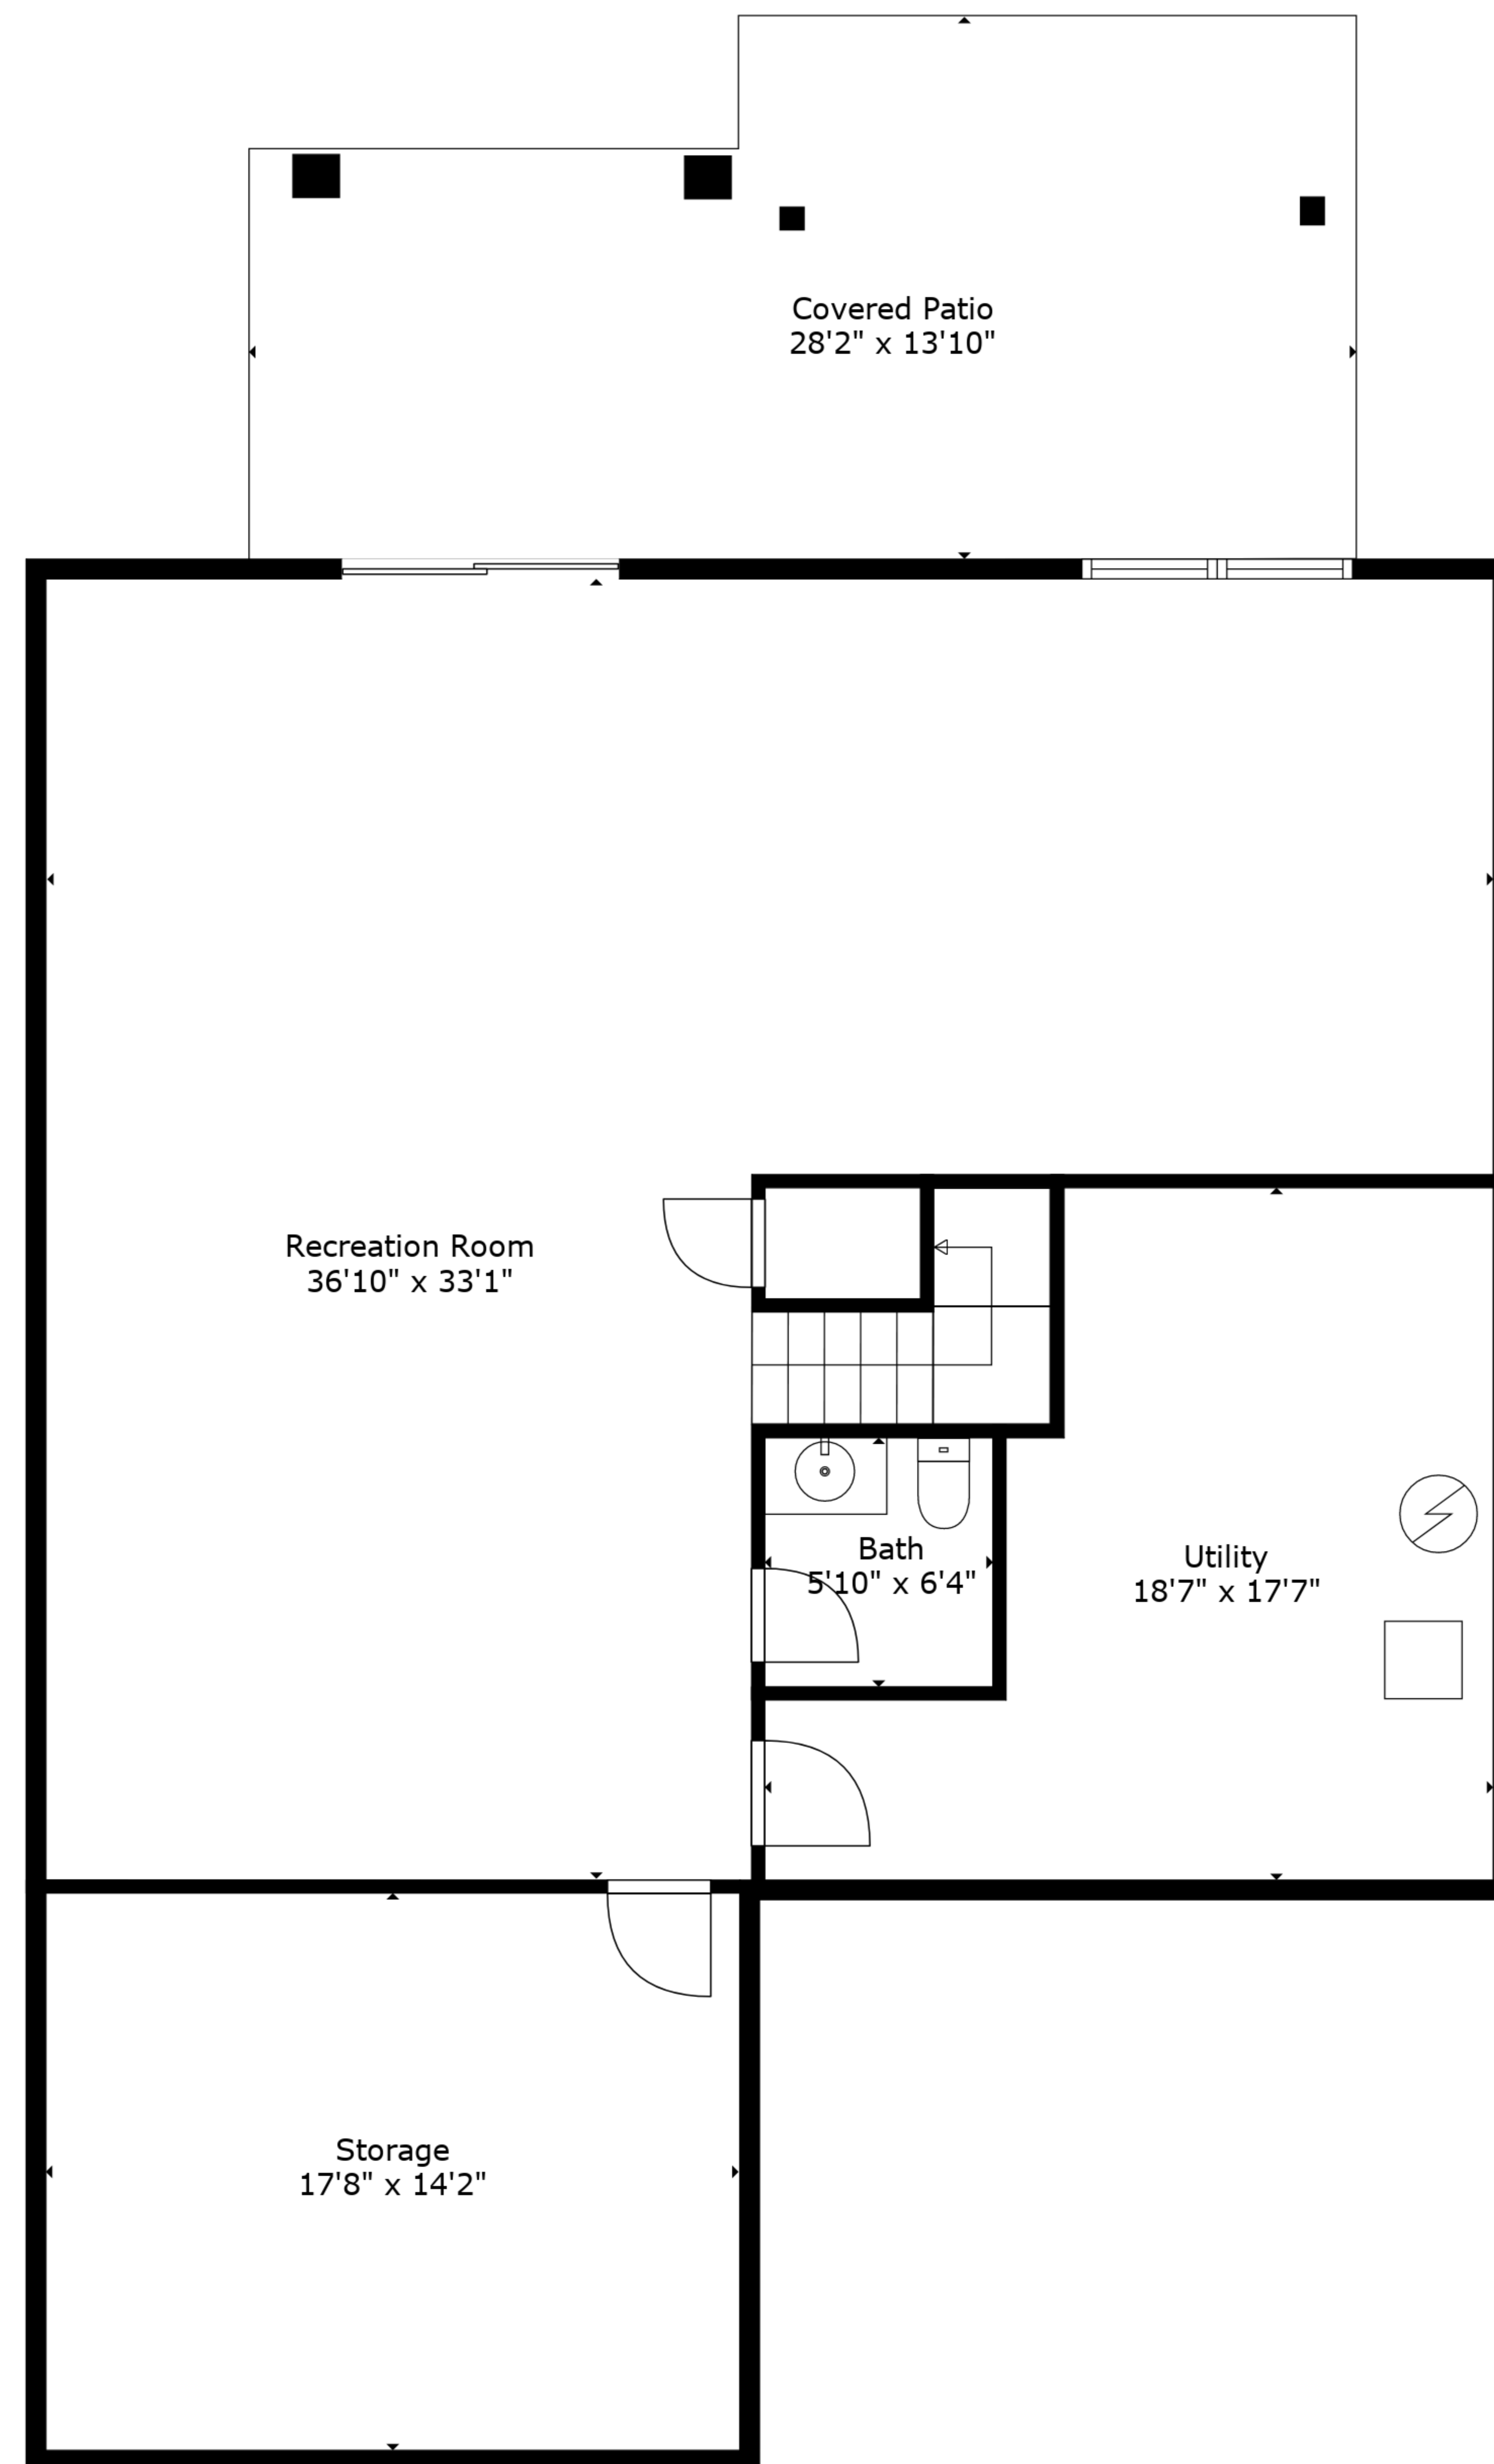 Covered Patio
28'2" x 13'10"
Recreation Room
36'10" x 33'1"
Bath
5'10" x 6'4"
Utility
18'7" x 17'7"
Storage
17'8" x 14'2"